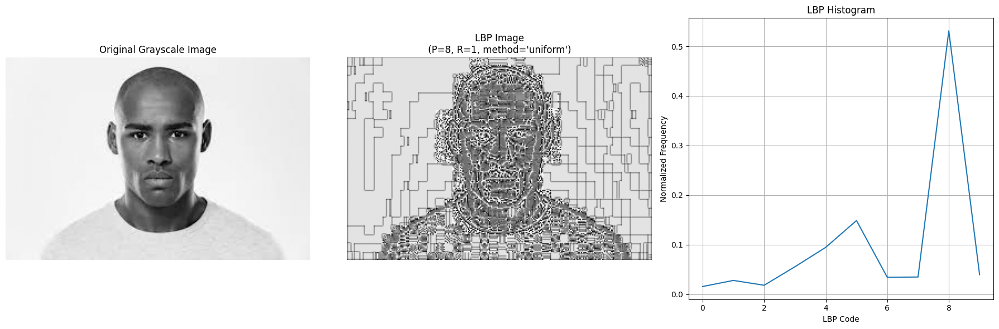 Original Grayscale Image
LBP Image
(P=8, R=1, method='uniform')
LBP Histogram
Normalized Frequency
0.5
0.4
0.3
0.2
0.1
0.0
0 2 4 6 8
LBP Code